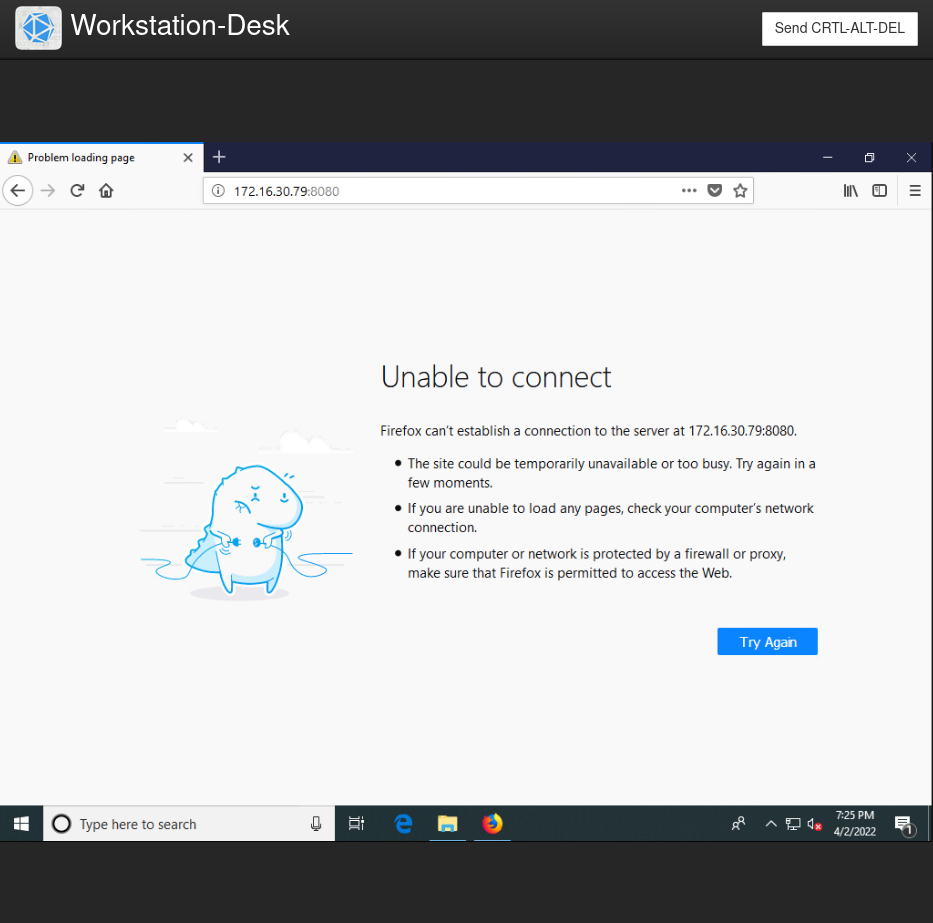 Workstation-Desk
Send CRTL-ALT-DEL
Problem loading page
172.16.30.79:8080
Unable to connect
Firefox can't establish a connection to the server at 172.16.30.79:8080.
The site could be temporarily unavailable or too busy. Try again in a
few moments.
If you are unable to load any pages, check your computer's network
connection.
If your computer or network is protected by a firewall or proxy,
make sure that Firefox is permitted to access the Web.
Try Again
Type here to search
7:25 PM
4/2/2022
1